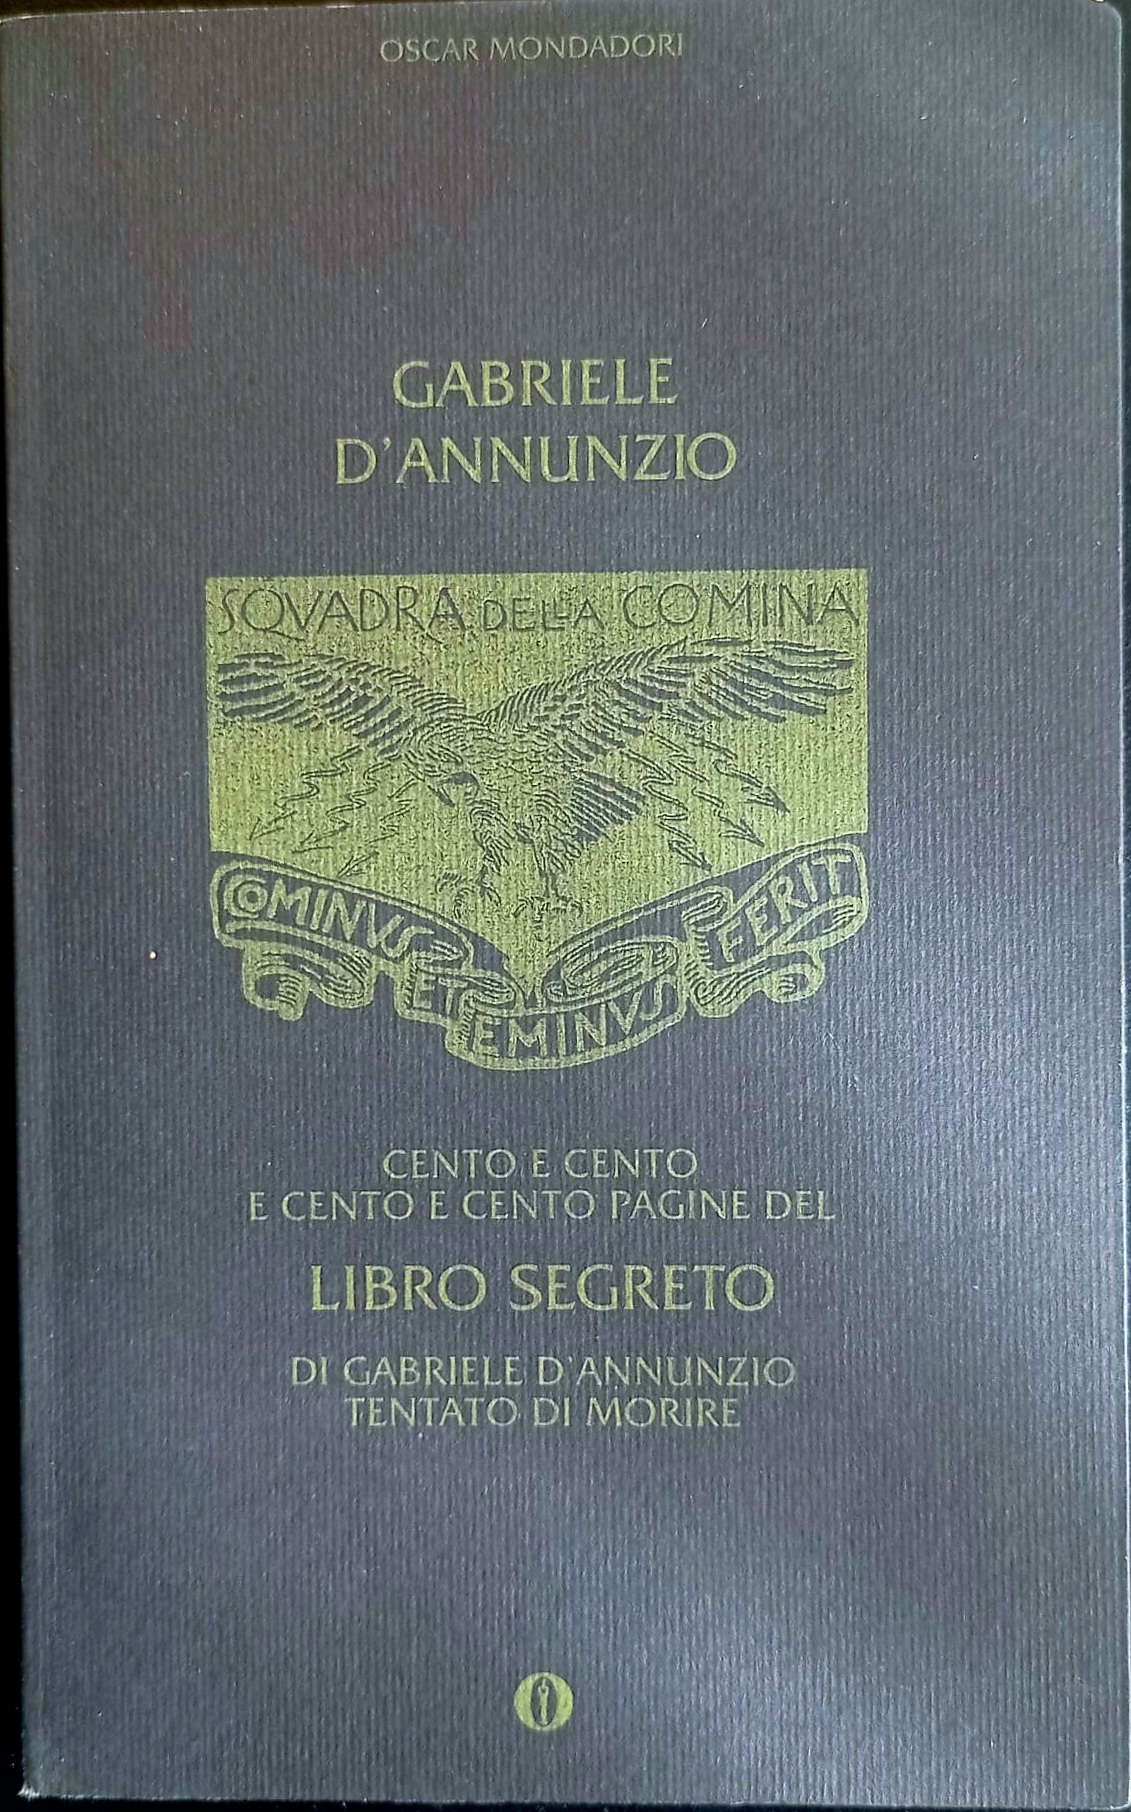 OSCAR MONDADORI
GABRIELE
D'ANNUNZIO
SQVADRA DELLA COMINA
COMINVS
ET
EMINVS
FERIT
CENTO E CENTO
E CENTO E CENTO PAGINE DEL
LIBRO SEGRETO
DI GABRIELE D'ANNUNZIO
TENTATO DI MORIRE